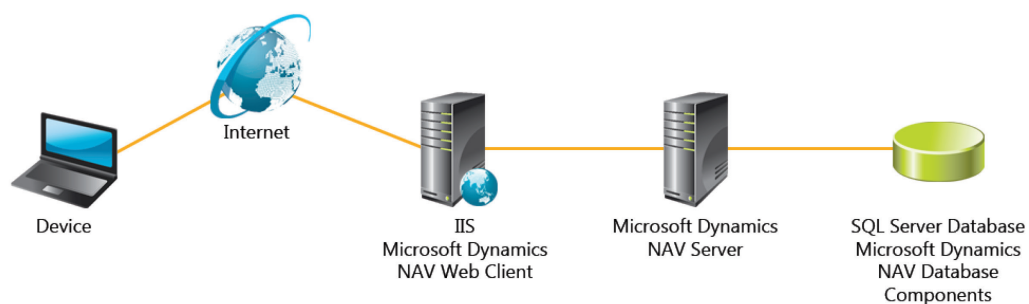 Internet
Device
IIS
Microsoft Dynamics
NAV Web Client
Microsoft Dynamics
NAV Server
SQL Server Database
Microsoft Dynamics
NAV Database
Components